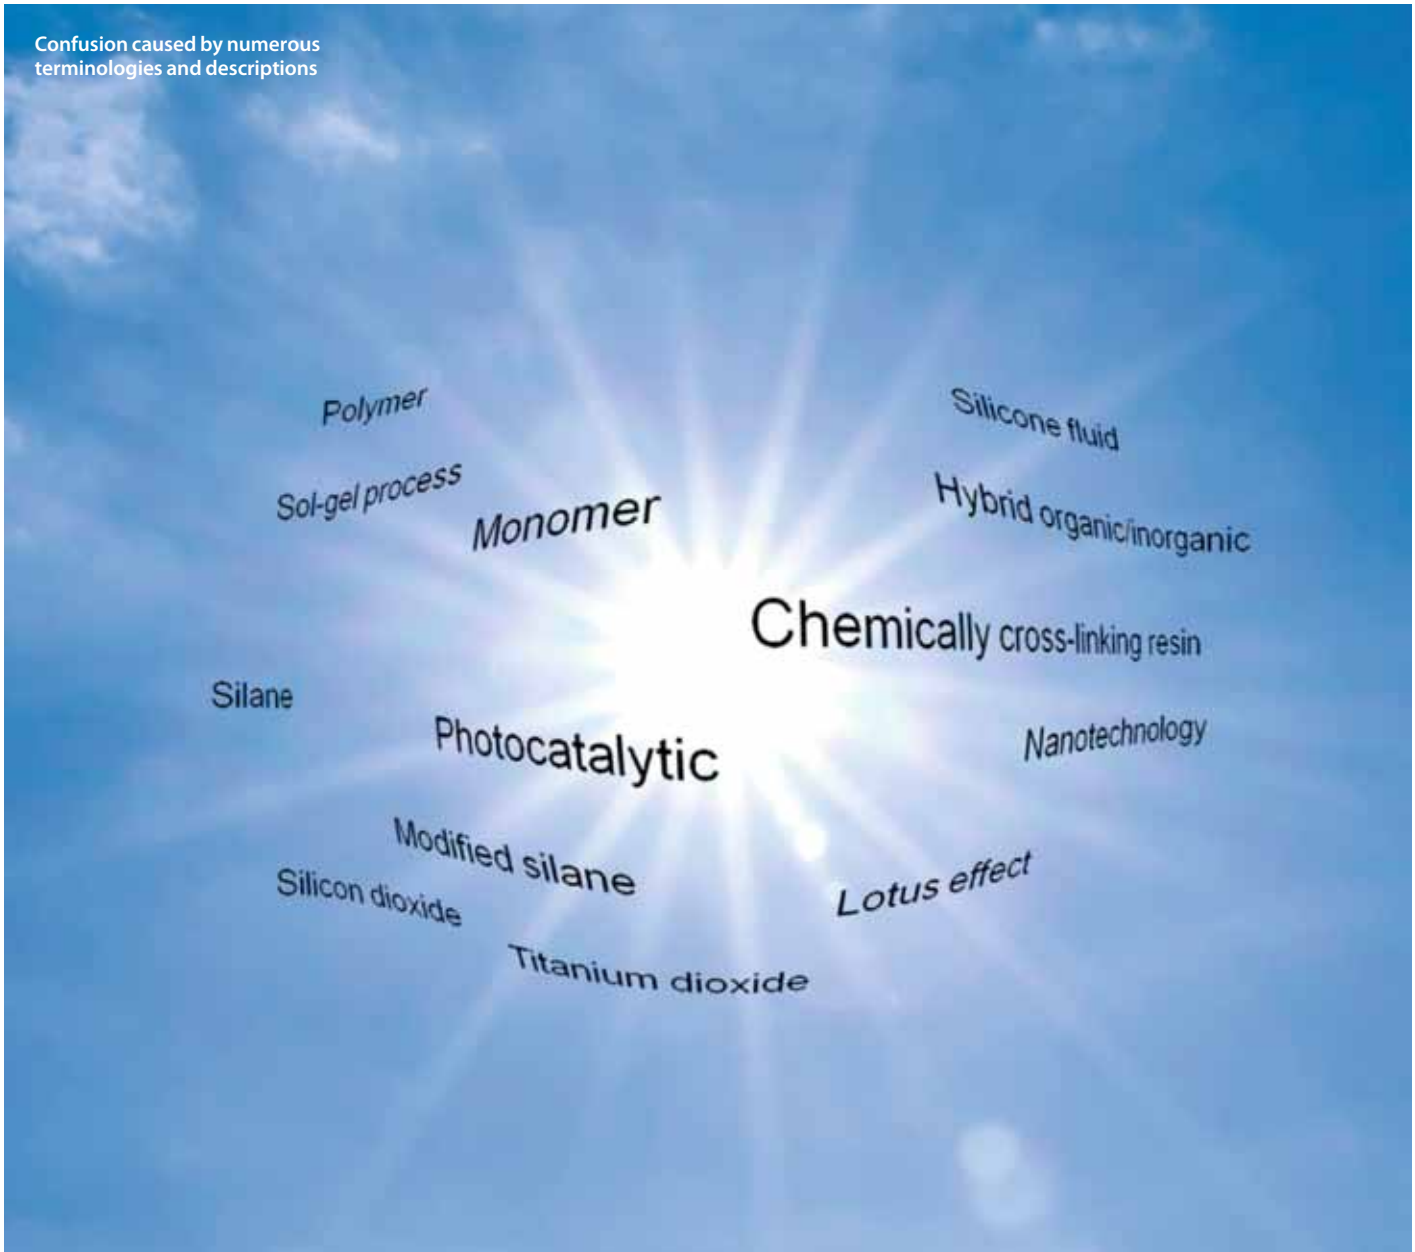 Confusion caused by numerous
terminologies and descriptions
Polymer
Silicone fluid
Sol-gel process
Monomer
Hybrid organic/inorganic
Chemically cross-linking resin
Silane
Photocatalytic
Nanotechnology
Modified silane
Lotus effect
Silicon dioxide
Titanium dioxide